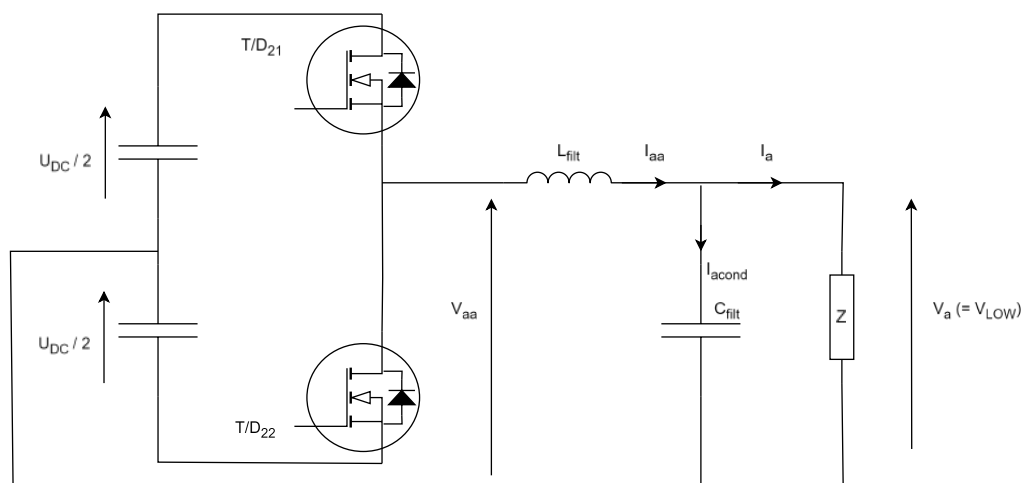 T/D21
Lfilt
Iaa
Ia
UDC / 2
Iacond
Vaa
Cfilt
Z
Va (= VLOW)
UDC / 2
T/D22